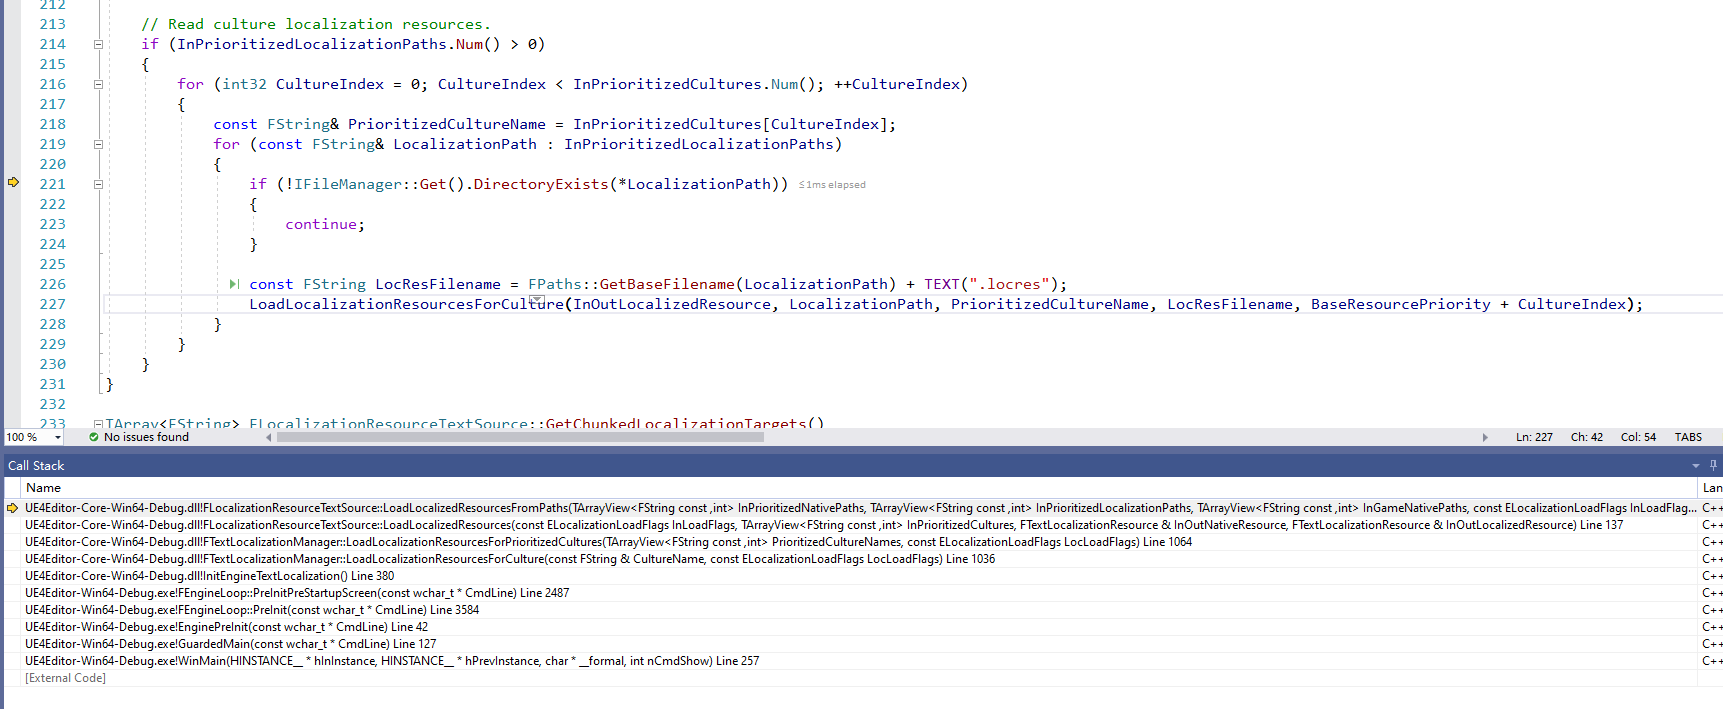 212
213 // Read culture localization resources.
214 if (InPrioritizedLocalizationPaths.Num() > 0)
215 {
216 for (int32 CultureIndex = 0; CultureIndex < InPrioritizedCultures.Num(); ++CultureIndex)
217 {
218 const FString& PrioritizedCultureName = InPrioritizedCultures[CultureIndex];
219 for (const FString& LocalizationPath : InPrioritizedLocalizationPaths)
220 {
221 if (!IFileManager::Get().DirectoryExists(*LocalizationPath)) ≤1ms elapsed
222 {
223 continue;
224 }
225
226 const FString LocResFilename = FPaths::GetBaseFilename(LocalizationPath) + TEXT(".locres");
227 LoadLocalizationResourcesForCulture(InOutLocalizedResource, LocalizationPath, PrioritizedCultureName, LocResFilename, BaseResourcePriority + CultureIndex);
228 }
229 }
230 }
231 }
232
233 TArray<FString> FLocalizationResourceTextSource::GetChunkedLocalizationTargets()
100 % No issues found Ln: 227 Ch: 42 Col: 54 TABS
Call Stack
Name Lan
UE4Editor-Core-Win64-Debug.dll!FLocalizationResourceTextSource::LoadLocalizedResourcesFromPaths(TArrayView<FString const ,int> InPrioritizedNativePaths, TArrayView<FString const ,int> InPrioritizedLocalizationPaths, TArrayView<FString const ,int> InGameNativePaths, const ELocalizationLoadFlags InLoadFlag... C++
UE4Editor-Core-Win64-Debug.dll!FLocalizationResourceTextSource::LoadLocalizedResources(const ELocalizationLoadFlags InLoadFlags, TArrayView<FString const ,int> InPrioritizedCultures, FTextLocalizationResource & InOutNativeResource, FTextLocalizationResource & InOutLocalizedResource) Line 137 C++
UE4Editor-Core-Win64-Debug.dll!FTextLocalizationManager::LoadLocalizationResourcesForPrioritizedCultures(TArrayView<FString const ,int> PrioritizedCultureNames, const ELocalizationLoadFlags LocLoadFlags) Line 1064 C++
UE4Editor-Core-Win64-Debug.dll!FTextLocalizationManager::LoadLocalizationResourcesForCulture(const FString & CultureName, const ELocalizationLoadFlags LocLoadFlags) Line 1036 C++
UE4Editor-Core-Win64-Debug.dll!InitEngineTextLocalization() Line 380 C++
UE4Editor-Win64-Debug.exe!FEngineLoop::PreInitPreStartupScreen(const wchar_t * CmdLine) Line 2487 C++
UE4Editor-Win64-Debug.exe!FEngineLoop::PreInit(const wchar_t * CmdLine) Line 3584 C++
UE4Editor-Win64-Debug.exe!EnginePreInit(const wchar_t * CmdLine) Line 42 C++
UE4Editor-Win64-Debug.exe!GuardedMain(const wchar_t * CmdLine) Line 127 C++
UE4Editor-Win64-Debug.exe!WinMain(HINSTANCE__ * hInInstance, HINSTANCE__ * hPrevInstance, char * __formal, int nCmdShow) Line 257 C++
[External Code]